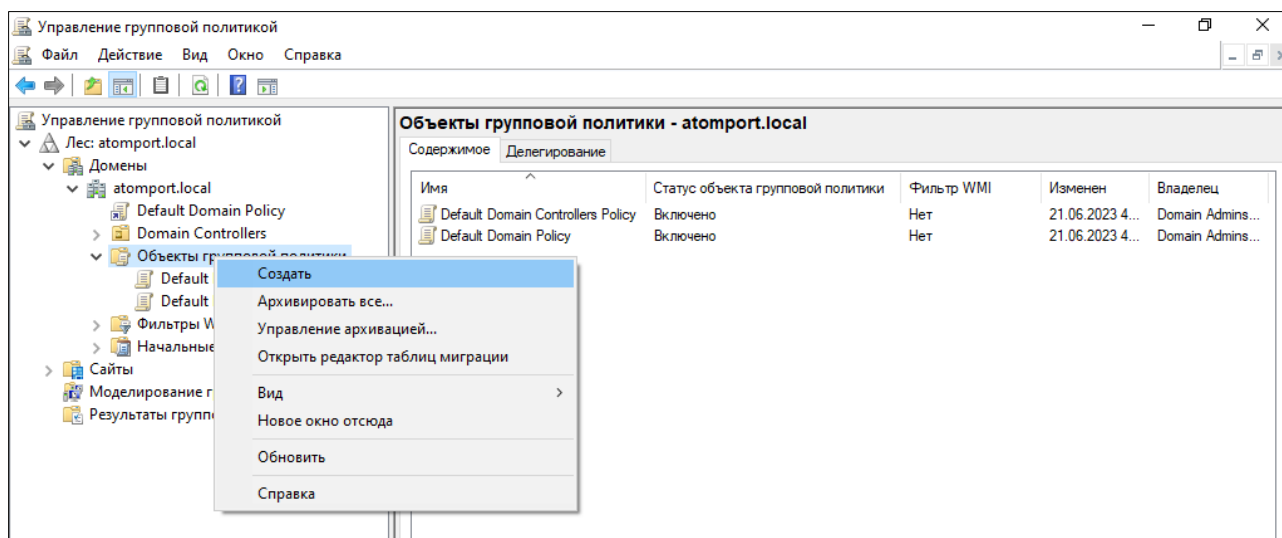 Управление групповой политикой
Файл Действие Вид Окно Справка
Управление групповой политикой
Лес: atomport.local
Домены
atomport.local
Default Domain Policy
Domain Controllers
Объекты групповой политики
Default
Default
Фильтры W
Начальные
Сайты
Моделирование г
Результаты групп
Создать
Архивировать все...
Управление архивацией...
Открыть редактор таблиц миграции
Вид
Новое окно отсюда
Обновить
Справка
Объекты групповой политики - atomport.local
Содержимое Делегирование
Имя Статус объекта групповой политики Фильтр WMI Изменен Владелец
Default Domain Controllers Policy Включено Нет 21.06.2023 4... Domain Admins...
Default Domain Policy Включено Нет 21.06.2023 4... Domain Admins...